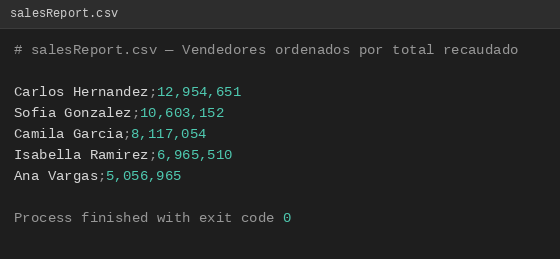 salesReport.csv
# salesReport.csv — Vendedores ordenados por total recaudado
Carlos Hernandez;12,954,651
Sofia Gonzalez;10,603,152
Camila Garcia;8,117,054
Isabella Ramirez;6,965,510
Ana Vargas;5,056,965
Process finished with exit code 0